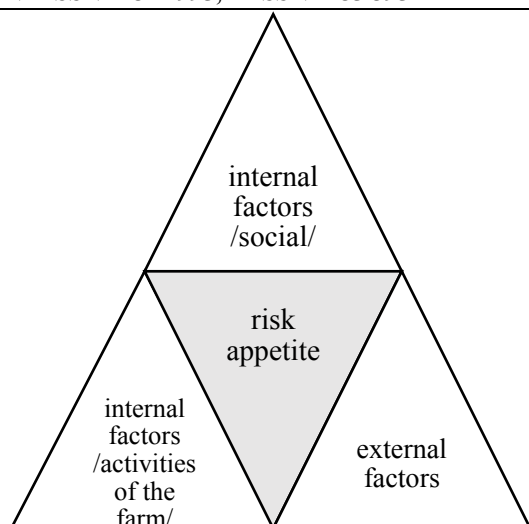 internal
factors
/social/
risk
appetite
internal
factors
/activities
of the
farm/
external
factors